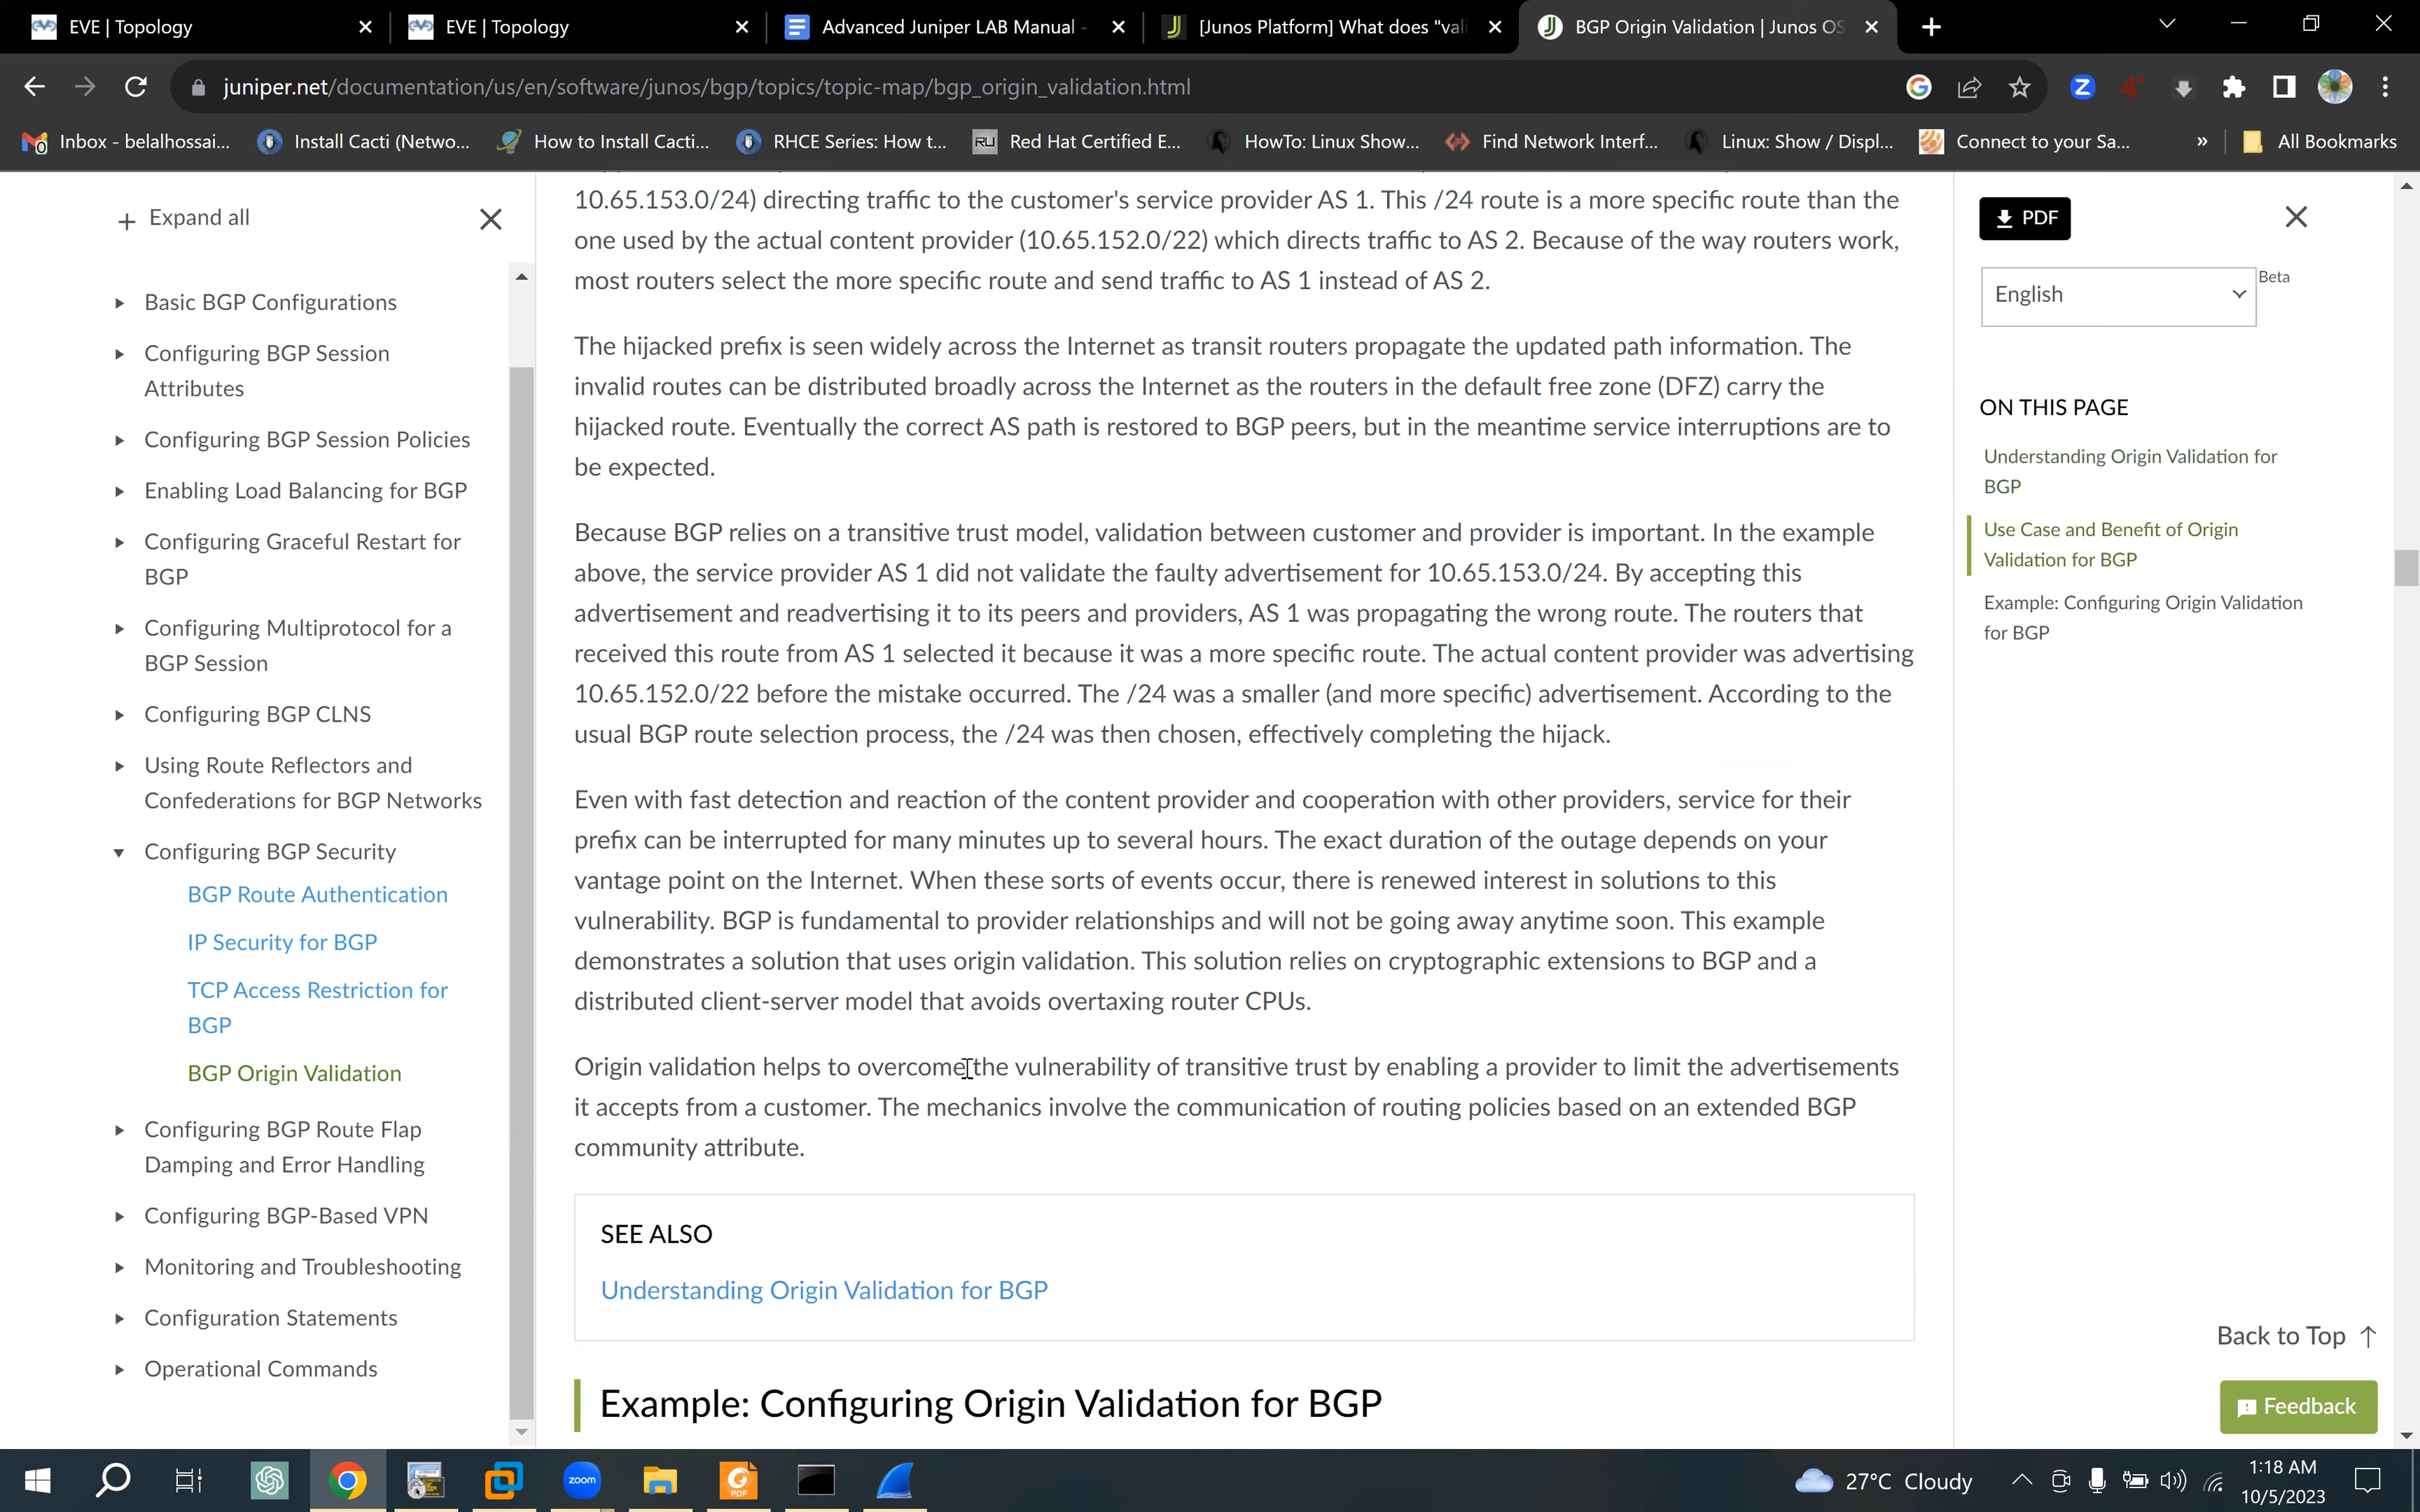 EVE | Topology
EVE | Topology
Advanced Juniper LAB Manual -
[Junos Platform] What does "vali
BGP Origin Validation | Junos OS
juniper.net/documentation/us/en/software/junos/bgp/topics/topic-map/bgp_origin_validation.html
Inbox - belalhossai...
Install Cacti (Netwo...
How to Install Cacti...
RHCE Series: How t...
Red Hat Certified E...
HowTo: Linux Show...
Find Network Interf...
Linux: Show / Displ...
Connect to your Sa...
»
All Bookmarks
+ Expand all
Basic BGP Configurations
Configuring BGP Session
Attributes
Configuring BGP Session Policies
Enabling Load Balancing for BGP
Configuring Graceful Restart for
BGP
Configuring Multiprotocol for a
BGP Session
Configuring BGP CLNS
Using Route Reflectors and
Confederations for BGP Networks
Configuring BGP Security
BGP Route Authentication
IP Security for BGP
TCP Access Restriction for
BGP
BGP Origin Validation
Configuring BGP Route Flap
Damping and Error Handling
Configuring BGP-Based VPN
Monitoring and Troubleshooting
Configuration Statements
Operational Commands
10.65.153.0/24) directing traffic to the customer's service provider AS 1. This /24 route is a more specific route than the
one used by the actual content provider (10.65.152.0/22) which directs traffic to AS 2. Because of the way routers work,
most routers select the more specific route and send traffic to AS 1 instead of AS 2.
The hijacked prefix is seen widely across the Internet as transit routers propagate the updated path information. The
invalid routes can be distributed broadly across the Internet as the routers in the default free zone (DFZ) carry the
hijacked route. Eventually the correct AS path is restored to BGP peers, but in the meantime service interruptions are to
be expected.
Because BGP relies on a transitive trust model, validation between customer and provider is important. In the example
above, the service provider AS 1 did not validate the faulty advertisement for 10.65.153.0/24. By accepting this
advertisement and readvertising it to its peers and providers, AS 1 was propagating the wrong route. The routers that
received this route from AS 1 selected it because it was a more specific route. The actual content provider was advertising
10.65.152.0/22 before the mistake occurred. The /24 was a smaller (and more specific) advertisement. According to the
usual BGP route selection process, the /24 was then chosen, effectively completing the hijack.
Even with fast detection and reaction of the content provider and cooperation with other providers, service for their
prefix can be interrupted for many minutes up to several hours. The exact duration of the outage depends on your
vantage point on the Internet. When these sorts of events occur, there is renewed interest in solutions to this
vulnerability. BGP is fundamental to provider relationships and will not be going away anytime soon. This example
demonstrates a solution that uses origin validation. This solution relies on cryptographic extensions to BGP and a
distributed client-server model that avoids overtaxing router CPUs.
Origin validation helps to overcome the vulnerability of transitive trust by enabling a provider to limit the advertisements
it accepts from a customer. The mechanics involve the communication of routing policies based on an extended BGP
community attribute.
SEE ALSO
Understanding Origin Validation for BGP
Example: Configuring Origin Validation for BGP
PDF
English
Beta
ON THIS PAGE
Understanding Origin Validation for
BGP
Use Case and Benefit of Origin
Validation for BGP
Example: Configuring Origin Validation
for BGP
Back to Top ↑
Feedback
zoom
PDF
27°C Cloudy
1:18 AM
10/5/2023